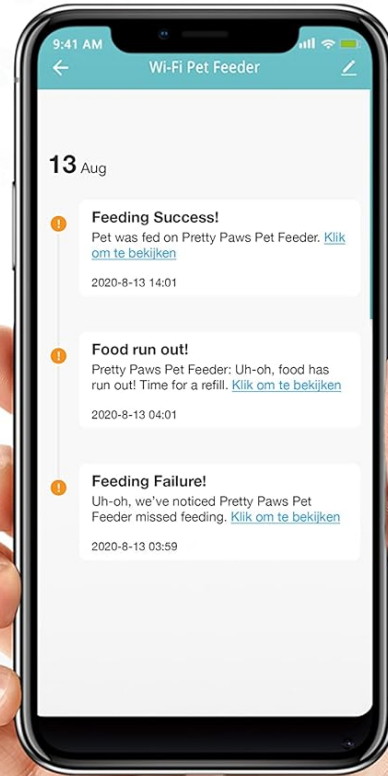 9:41 AM
Wi-Fi Pet Feeder
13 Aug
Feeding Success!
Pet was fed on Pretty Paws Pet Feeder. Klik
om te bekijken
2020-8-13 14:01
Food run out!
Pretty Paws Pet Feeder: Uh-oh, food has
run out! Time for a refill. Klik om te bekijken
2020-8-13 04:01
Feeding Failure!
Uh-oh, we've noticed Pretty Paws Pet
Feeder missed feeding. Klik om te bekijken
2020-8-13 03:59